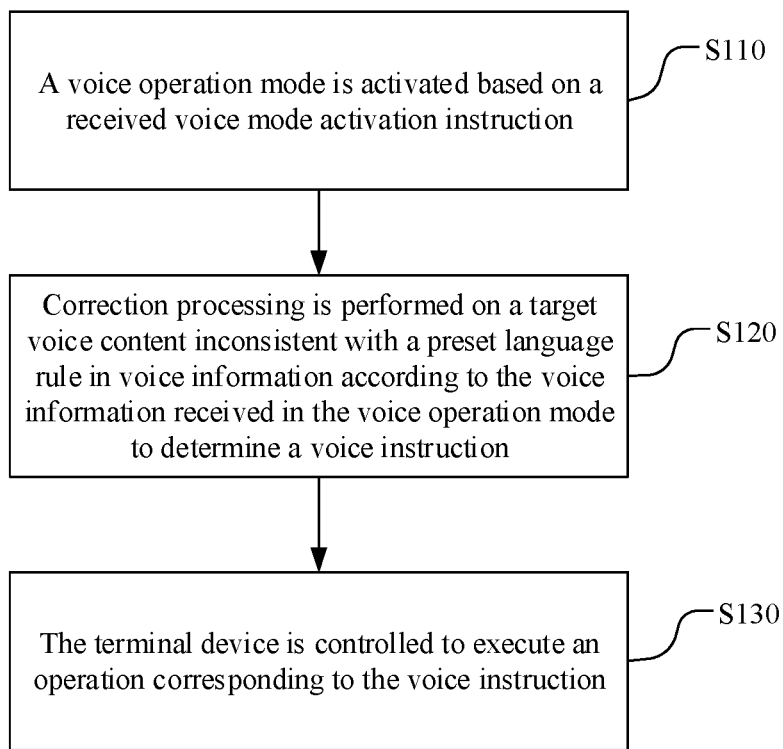 A voice operation mode is activated based on a
received voice mode activation instruction
S110
Correction processing is performed on a target
voice content inconsistent with a preset language
rule in voice information according to the voice
information received in the voice operation mode
to determine a voice instruction
S120
The terminal device is controlled to execute an
operation corresponding to the voice instruction
S130